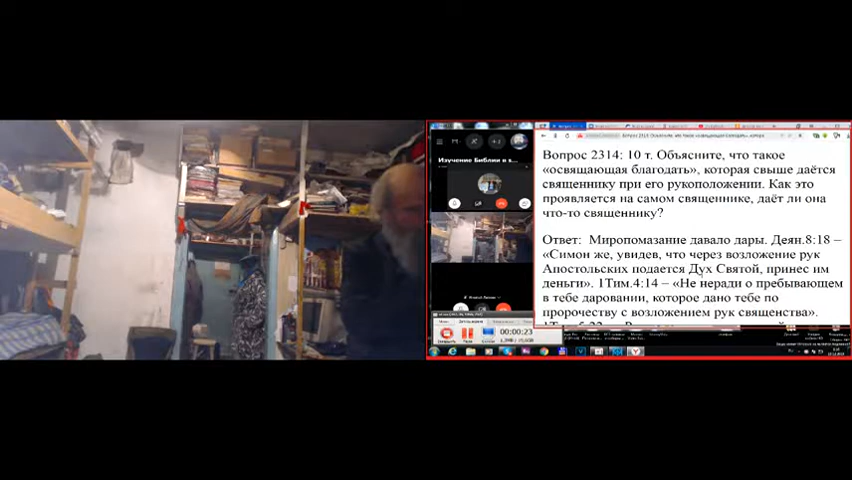 Изучение Библии в в...
00:00:23
Вопрос 2314: 10 т. Объясните, что такое
«освящающая благодать», которая свыше даётся
священнику при его рукоположении. Как это
проявляется на самом священнике, даёт ли она
что-то священнику?
Ответ: Миропомазание давало дары. Деян.8:18 –
«Симон же, увидев, что через возложение рук
Апостольских подается Дух Святой, принес им
деньги». 1Тим.4:14 – «Не неради о пребывающем
в тебе даровании, которое дано тебе по
пророчеству с возложением рук священства».